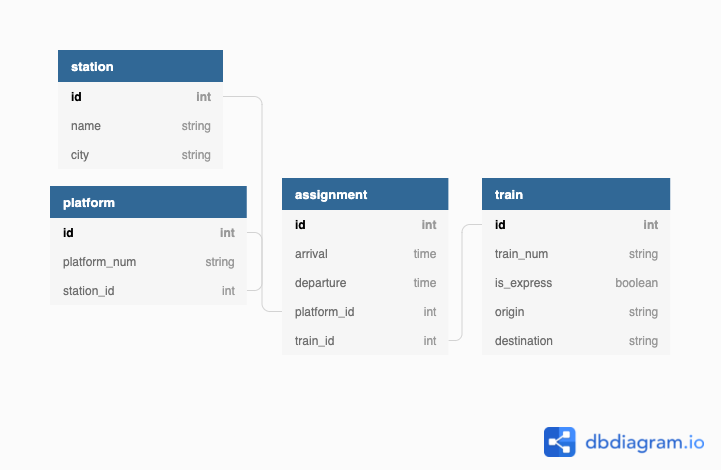 station
id int
name string
city string
platform
id int
platform_num string
station_id int
assignment
id int
arrival time
departure time
platform_id int
train_id int
train
id int
train_num string
is_express boolean
origin string
destination string
dbdiagram.io